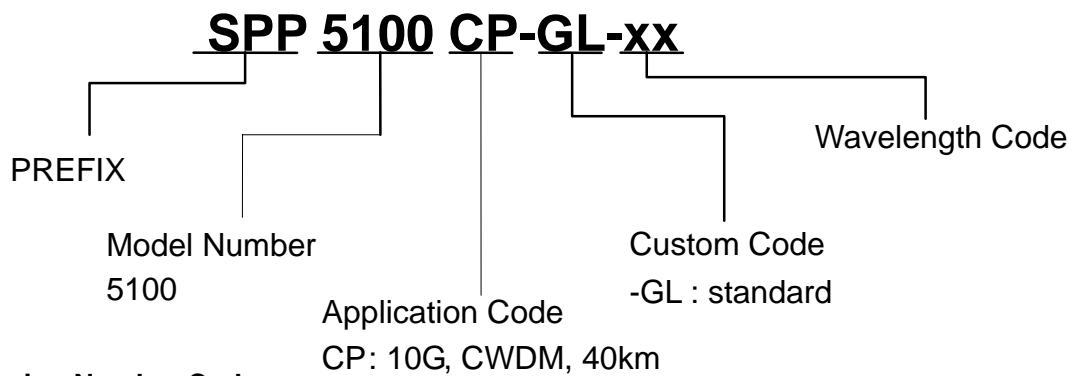 SPP 5100 CP-GL-xx
Wavelength Code
PREFIX
Model Number
5100
Custom Code
-GL : standard
Application Code
CP: 10G, CWDM, 40km